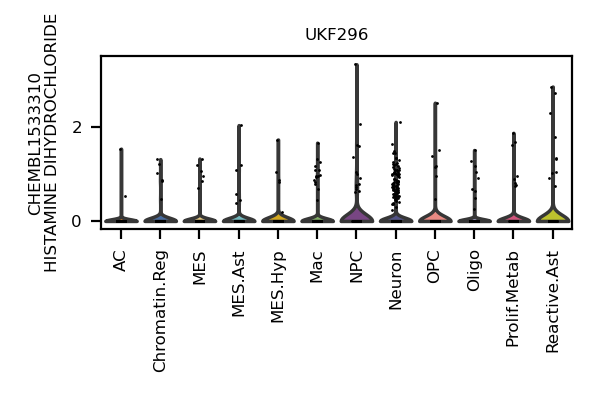 UKF296
CHEMBL1533310
HISTAMINE DIHYDROCHLORIDE
2
0
AC
Chromatin.Reg
MES
MES.Ast
MES.Hyp
Mac
NPC
Neuron
OPC
Oligo
Prolif.Metab
Reactive.Ast